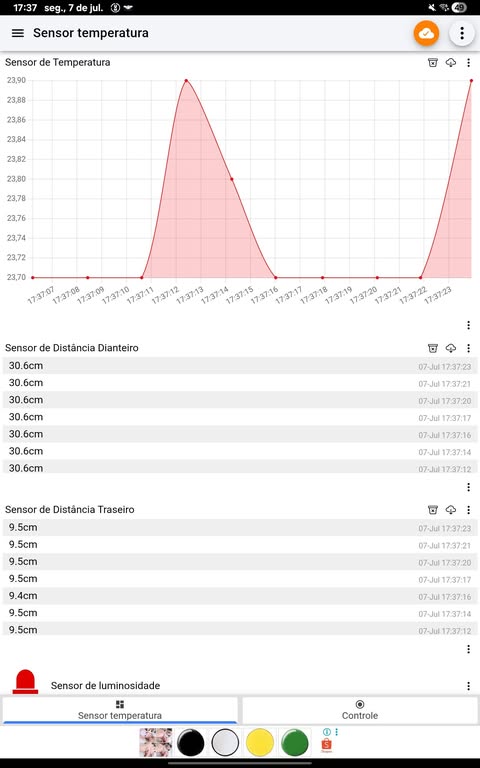 17:37 seg., 7 de jul. 49
Sensor temperatura
Sensor de Temperatura
23,90
23,88
23,86
23,84
23,82
23,80
23,78
23,76
23,74
23,72
23,70
17:37:07 17:37:08 17:37:09 17:37:10 17:37:11 17:37:12 17:37:13 17:37:14 17:37:15 17:37:16 17:37:17 17:37:18 17:37:19 17:37:20 17:37:21 17:37:22 17:37:23
Sensor de Distância Dianteiro
30.6cm 07-Jul 17:37:23
30.6cm 07-Jul 17:37:21
30.6cm 07-Jul 17:37:20
30.6cm 07-Jul 17:37:17
30.6cm 07-Jul 17:37:16
30.6cm 07-Jul 17:37:14
30.6cm 07-Jul 17:37:12
Sensor de Distância Traseiro
9.5cm 07-Jul 17:37:23
9.5cm 07-Jul 17:37:21
9.5cm 07-Jul 17:37:20
9.5cm 07-Jul 17:37:17
9.4cm 07-Jul 17:37:16
9.5cm 07-Jul 17:37:14
9.5cm 07-Jul 17:37:12
Sensor de luminosidade
Sensor temperatura
Controle